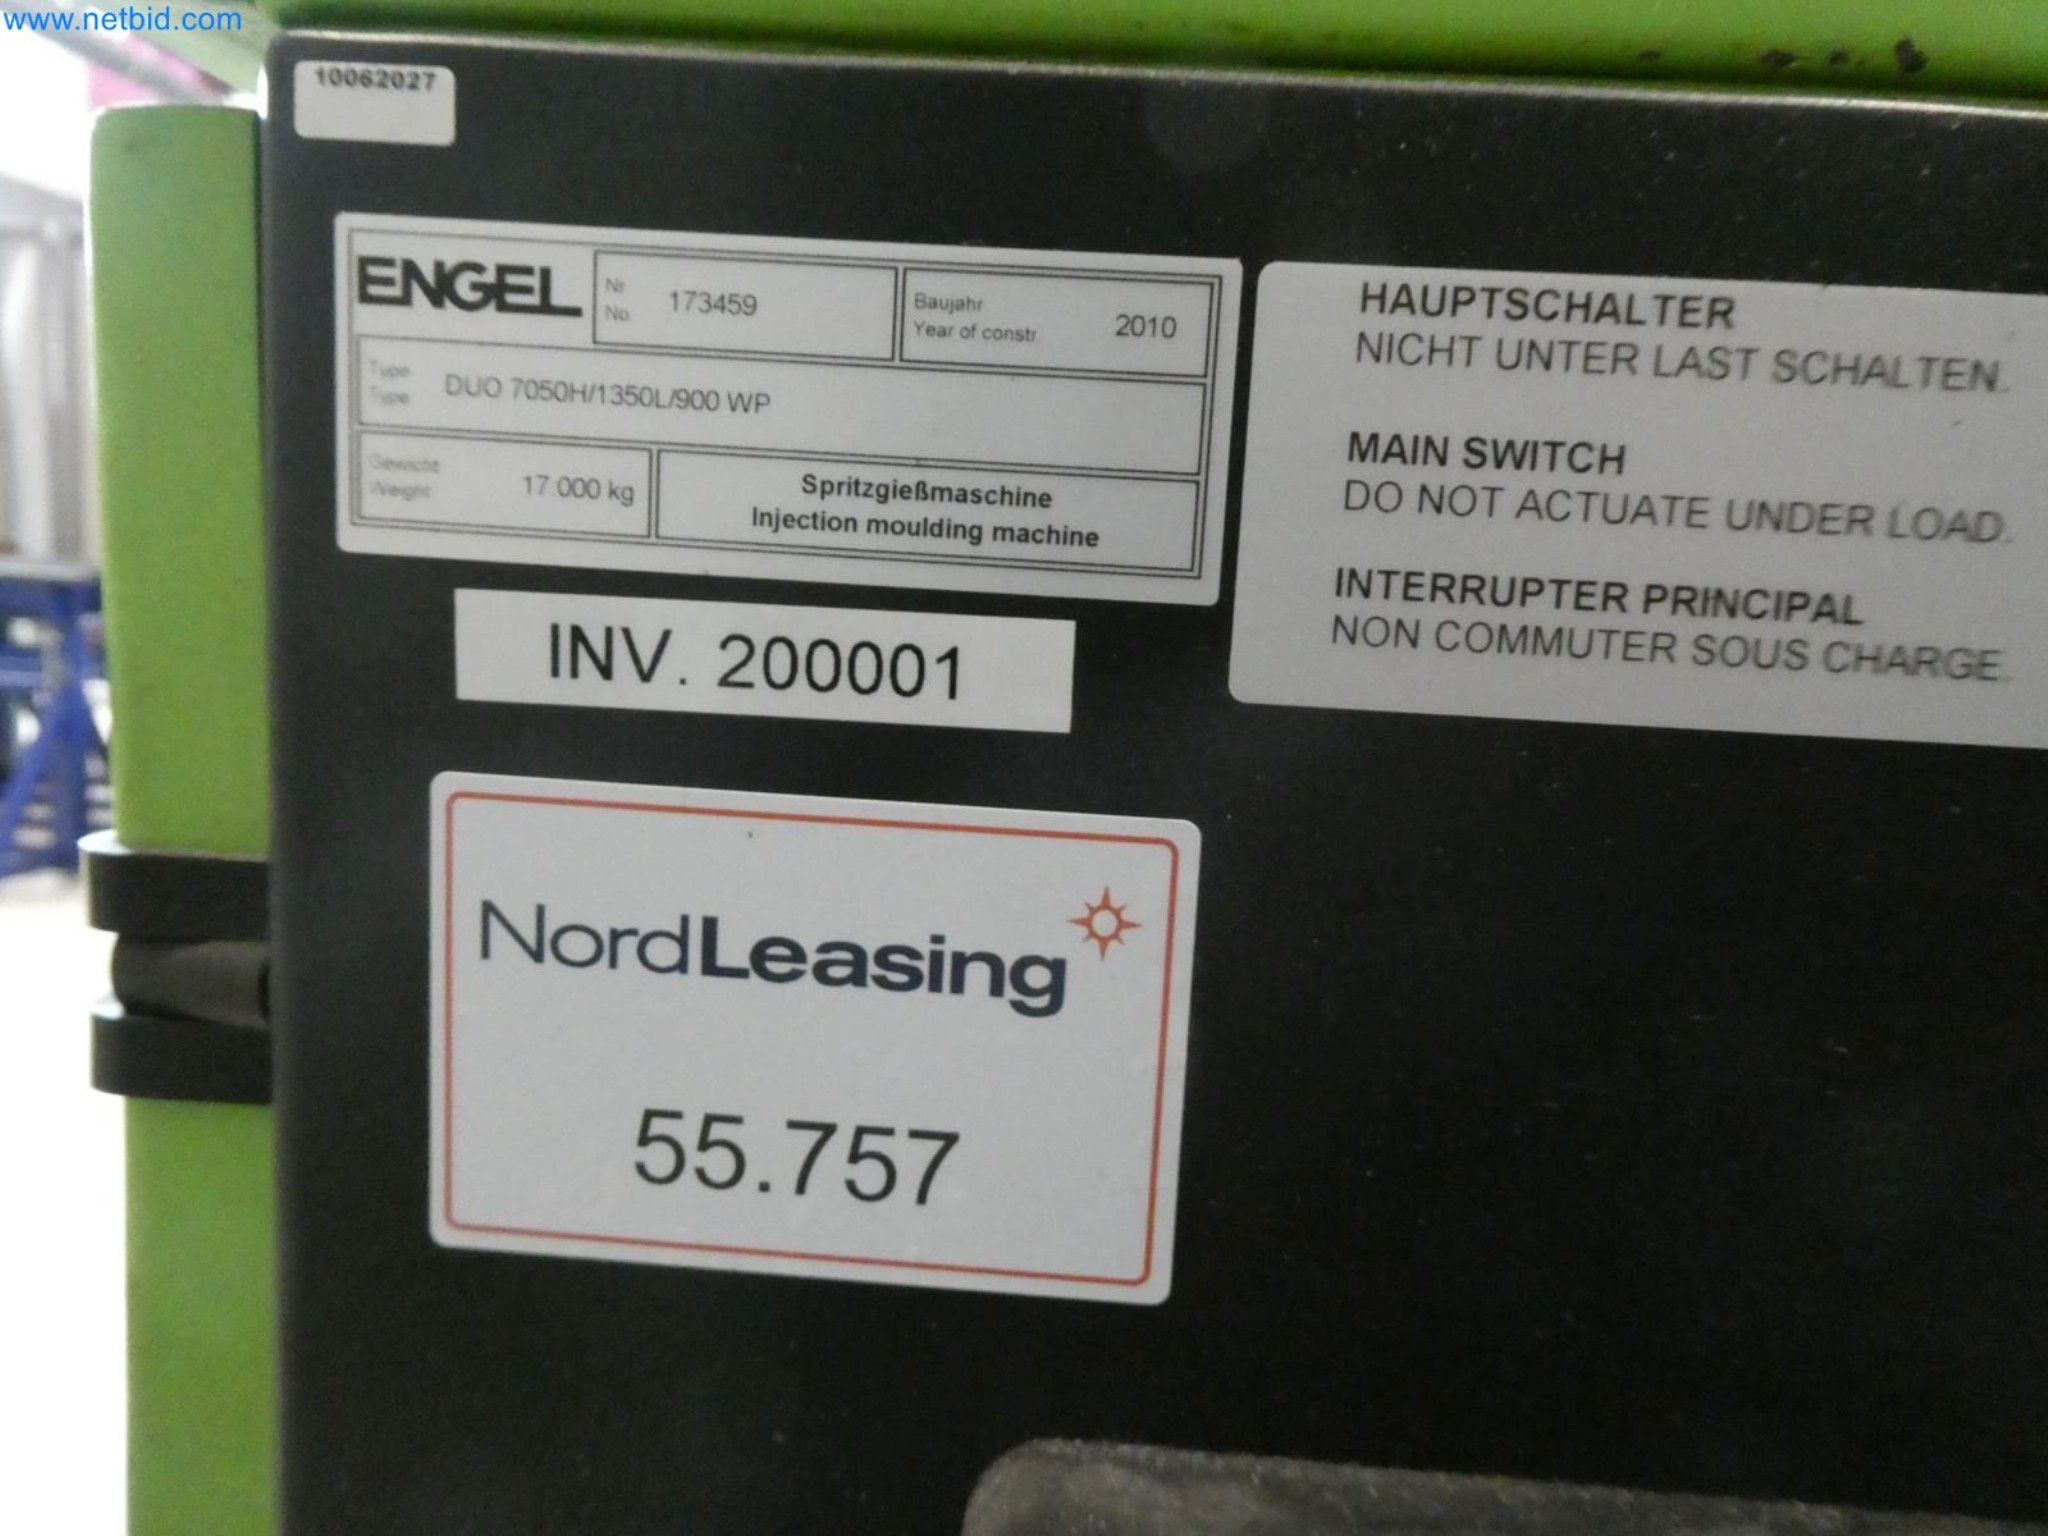 www.netbid.com
10062027
ENGEL
Nr
No
173459
Baujahr
Year of constr
2010
Type
Type
DUO 7050H/1350L/900 WP
Gewicht
Weight
17.000 kg
Spritzgießmaschine
Injection moulding machine
HAUPTSCHALTER
NICHT UNTER LAST SCHALTEN.
MAIN SWITCH
DO NOT ACTUATE UNDER LOAD.
INTERRUPTER PRINCIPAL
NON COMMUTER SOUS CHARGE.
INV. 200001
NordLeasing
55.757